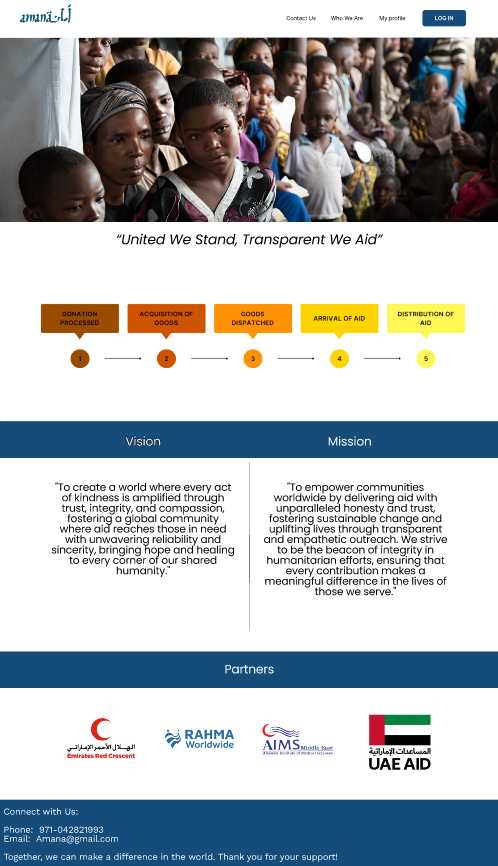 amanä أمانة
Contact Us Who We Are My profile LOG IN
“United We Stand, Transparent We Aid”
DONATION
PROCESSED
ACQUISITION OF
GOODS
GOODS
DISPATCHED
ARRIVAL OF AID
DISTRIBUTION OF
AID
1 2 3 4 5
Vision
"To create a world where every act
of kindness is amplified through
trust, integrity, and compassion,
fostering a global community
where aid reaches those in need
with unwavering reliability and
sincerity, bringing hope and healing
to every corner of our shared
humanity."
Mission
"To empower communities
worldwide by delivering aid with
unparalleled honesty and trust,
fostering sustainable change and
uplifting lives through transparent
and empathetic outreach. We strive
to be the beacon of integrity in
humanitarian efforts, ensuring that
every contribution makes a
meaningful difference in the lives of
those we serve."
Partners
الهــلال الأحمر الإماراتــي
Emirates Red Crescent
RAHMA
Worldwide
AIMS Middle East
Institute of Medical Sciences
المساعدات الإماراتية
UAE AID
Connect with Us:
Phone: 971-042821993
Email: Amana@gmail.com
Together, we can make a difference in the world. Thank you for your support!